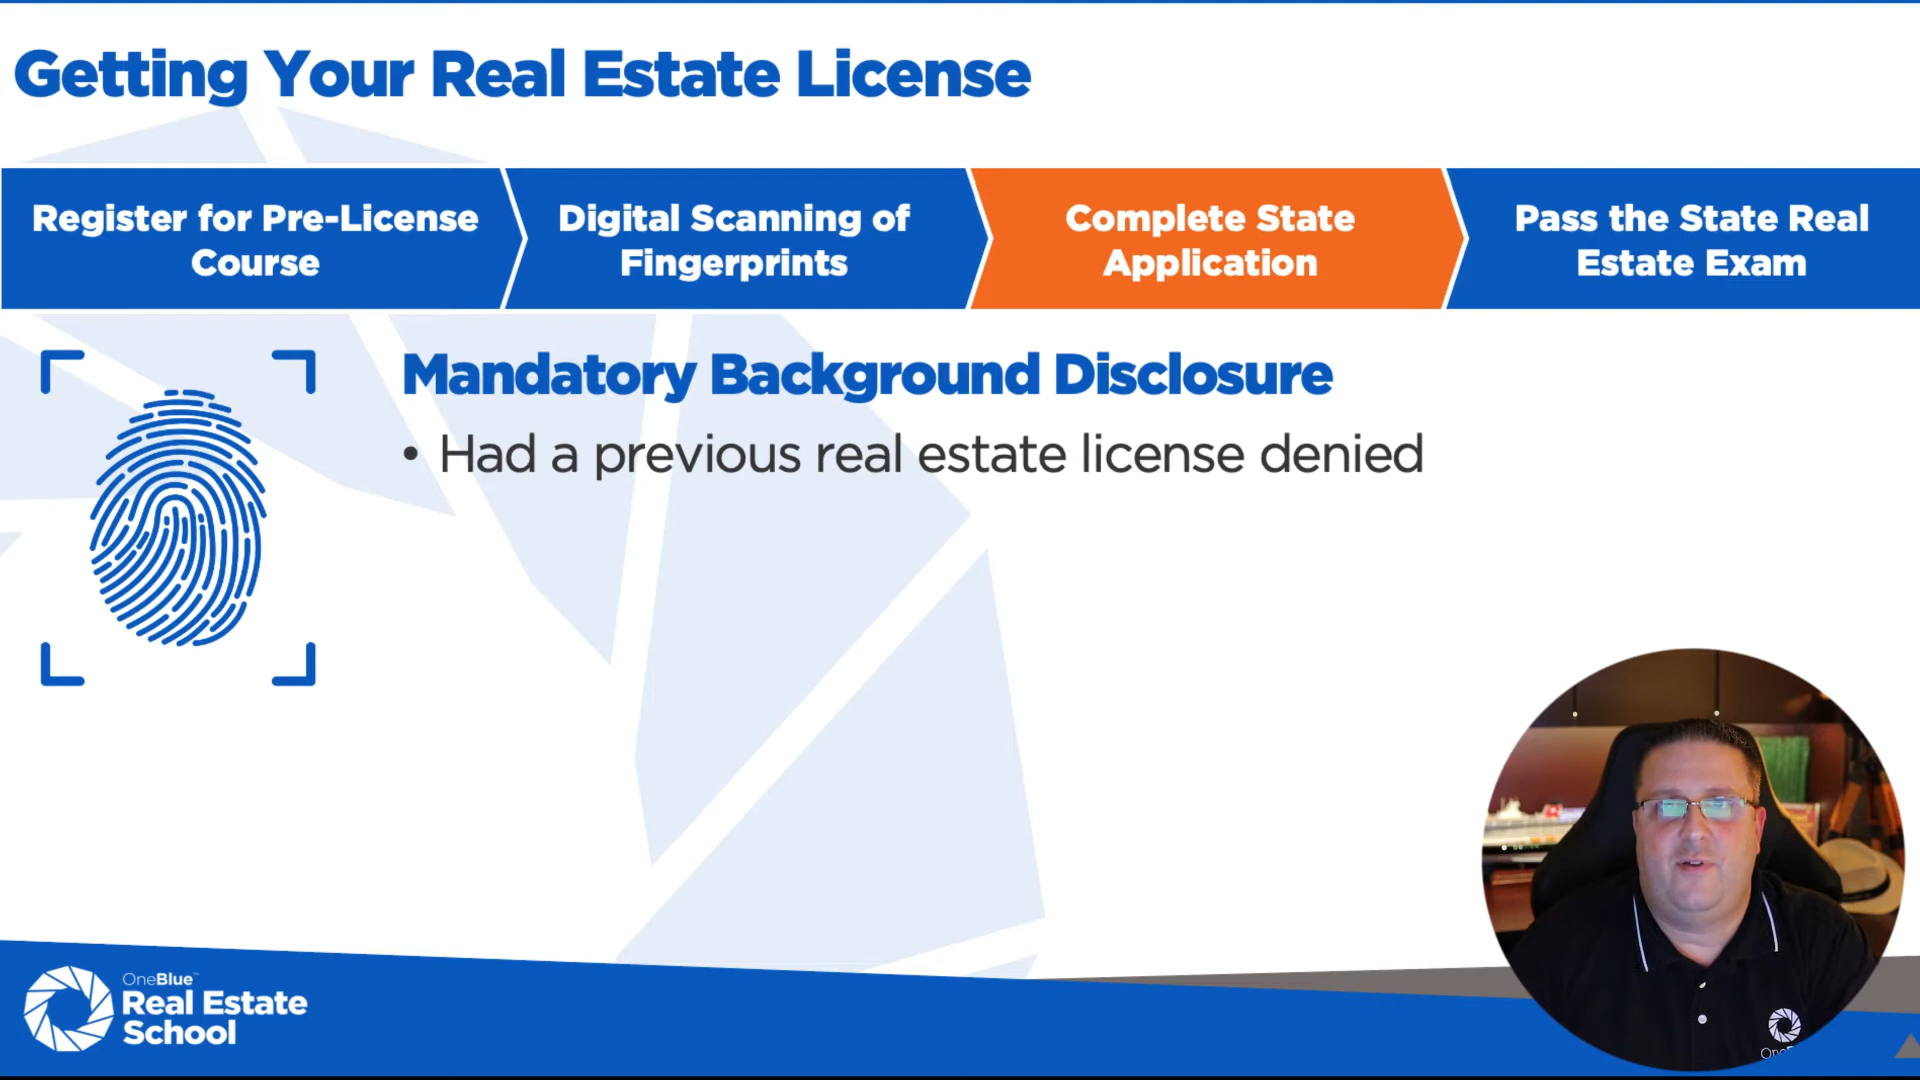 Getting Your Real Estate License
Register for Pre-License
Course
Digital Scanning of
Fingerprints
Complete State
Application
Pass the State Real
Estate Exam
Mandatory Background Disclosure
• Had a previous real estate license denied
OneBlue™
Real Estate
School